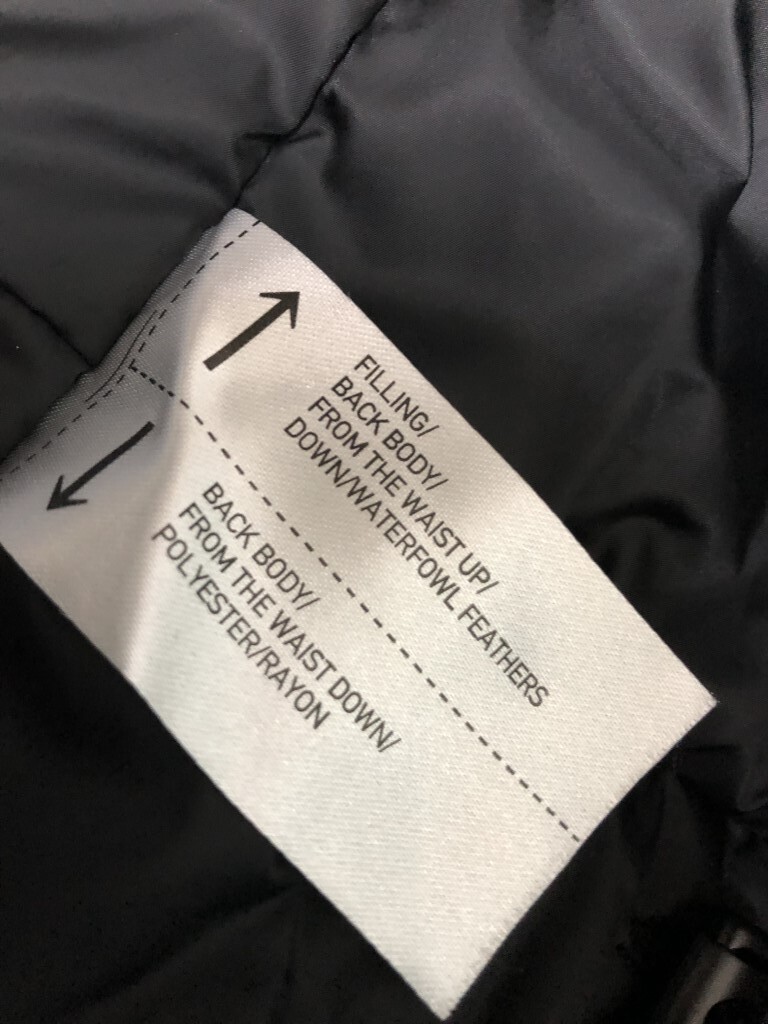 FILLING/
BACK BODY/
FROM THE WAIST UP/
DOWN/WATERFOWL FEATHERS
BACK BODY/
FROM THE WAIST DOWN/
POLYESTER/RAYON